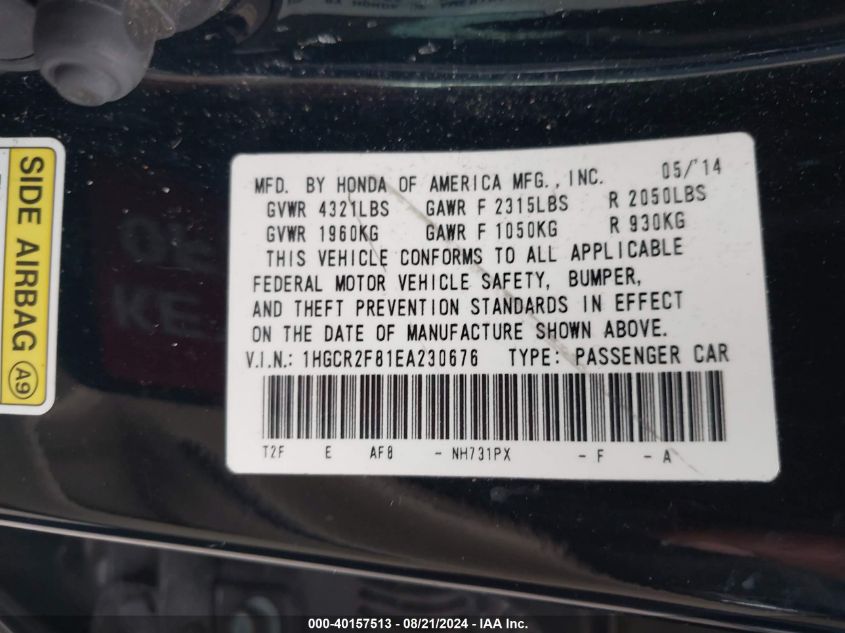 SIDE AIRBAG A9
MFD. BY HONDA OF AMERICA MFG., INC. 05/'14
GVWR 4321LBS GAWR F 2315LBS R 2050LBS
GVWR 1960KG GAWR F 1050KG R 930KG
THIS VEHICLE CONFORMS TO ALL APPLICABLE
FEDERAL MOTOR VEHICLE SAFETY, BUMPER,
AND THEFT PREVENTION STANDARDS IN EFFECT
ON THE DATE OF MANUFACTURE SHOWN ABOVE.
V.I.N.: 1HGCR2F81EA230676 TYPE: PASSENGER CAR
T2F E AF8 - NH731PX - F - A
000-40157513 - 08/21/2024 - IAA Inc.